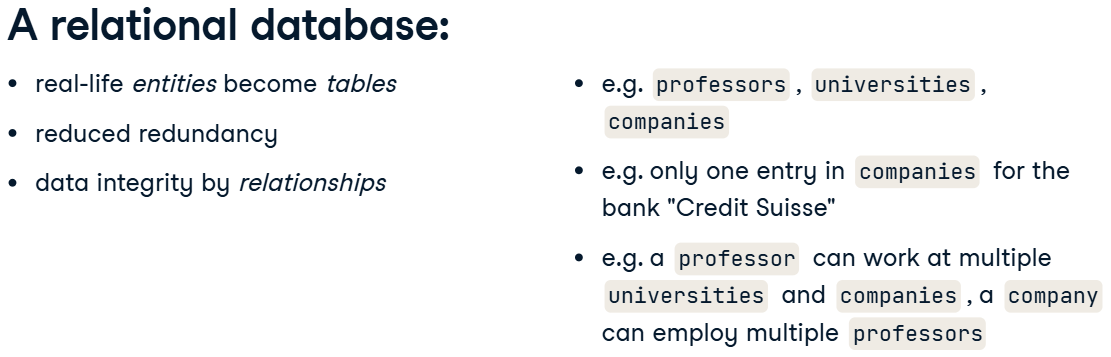 A relational database:
• real-life entities become tables
• reduced redundancy
• data integrity by relationships
• e.g. professors , universities ,
companies
• e.g. only one entry in companies for the
bank "Credit Suisse"
• e.g. a professor can work at multiple
universities and companies , a company
can employ multiple professors